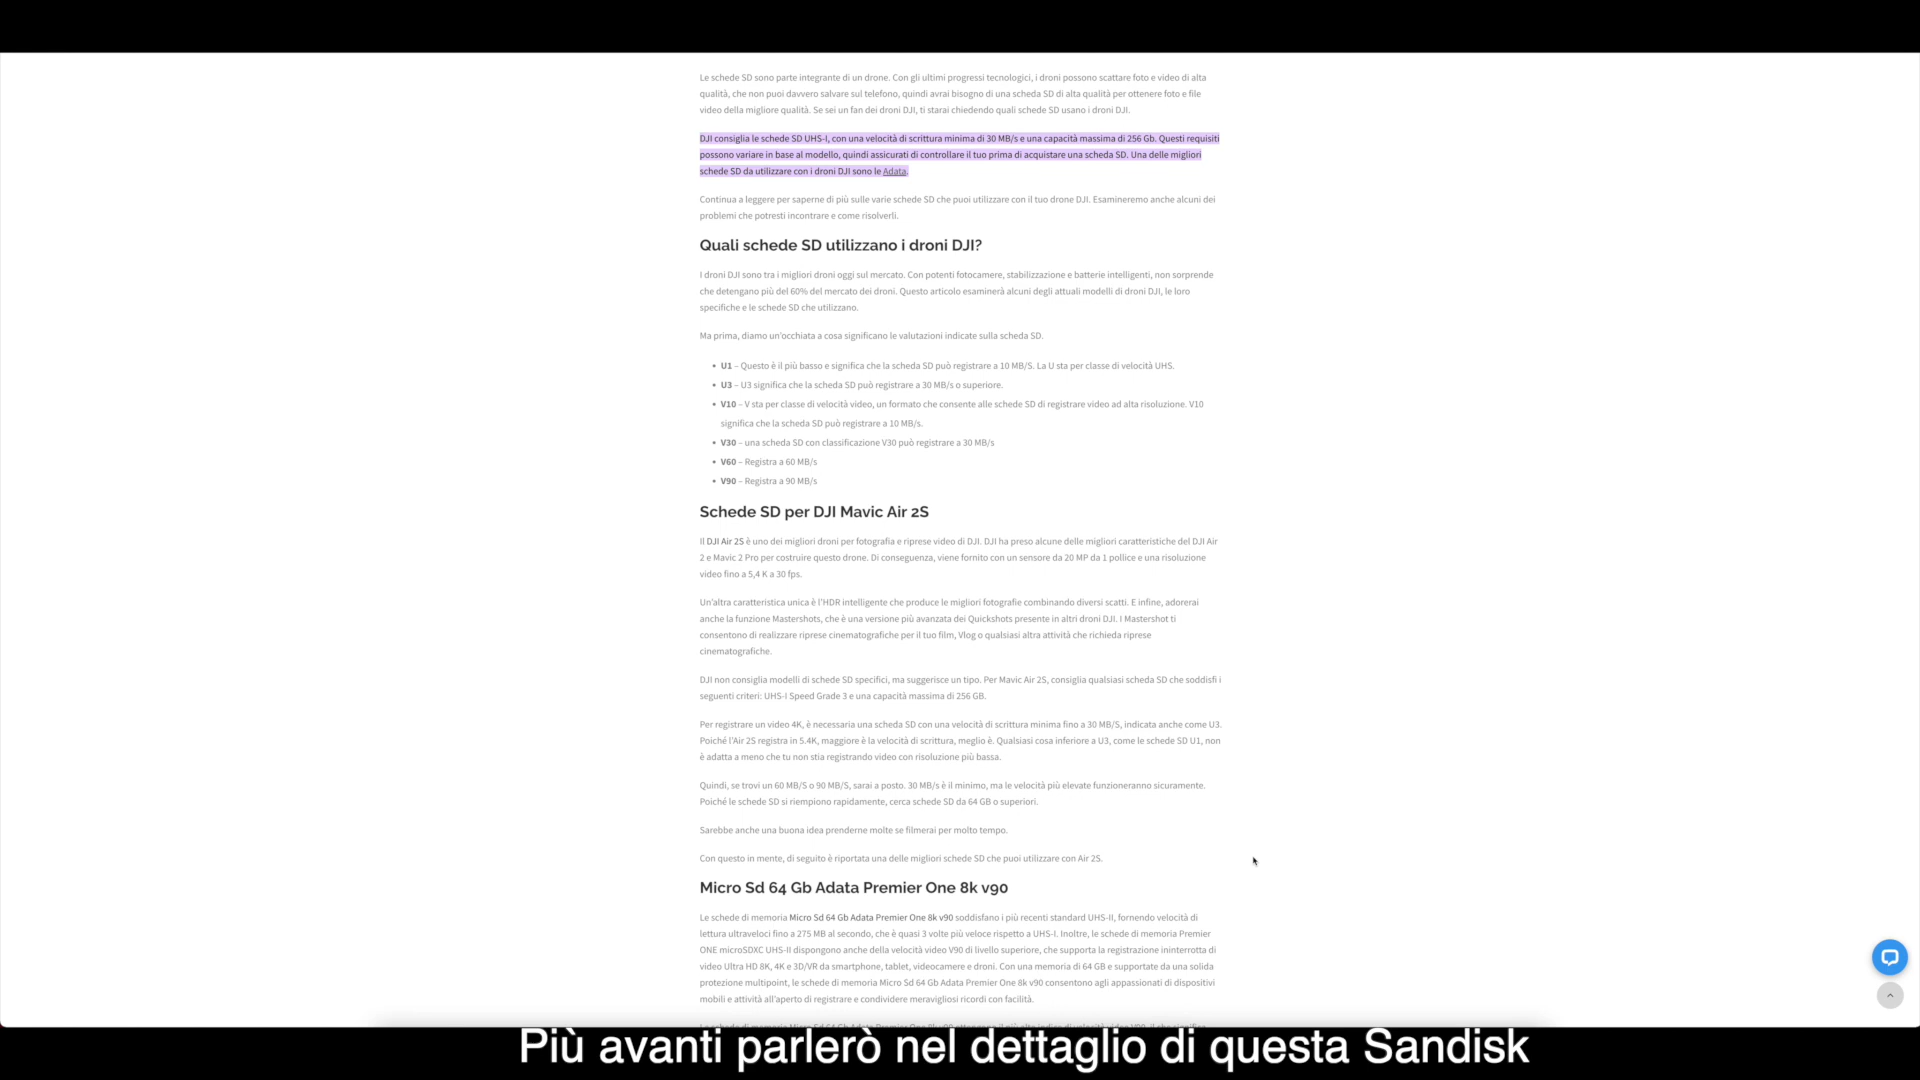 Le schede SD sono parte integrante di un drone. Con gli ultimi progressi tecnologici, i droni possono scattare foto e video di alta
qualità, che non puoi davvero salvare sul telefono, quindi avrai bisogno di una scheda SD di alta qualità per ottenere foto e file
video della migliore qualità. Se sei un fan dei droni DJI, ti starai chiedendo quali schede SD usano i droni DJI.
DJI consiglia le schede SD UHS-I, con una velocità di scrittura minima di 30 MB/s e una capacità massima di 256 Gb. Questi requisiti
possono variare in base al modello, quindi assicurati di controllare il tuo prima di acquistare una scheda SD. Una delle migliori
schede SD da utilizzare con i droni DJI sono le Adata.
Continua a leggere per saperne di più sulle varie schede SD che puoi utilizzare con il tuo drone DJI. Esamineremo anche alcuni dei
problemi che potresti incontrare e come risolverli.
Quali schede SD utilizzano i droni DJI?
I droni DJI sono tra i migliori droni oggi sul mercato. Con potenti fotocamere, stabilizzazione e batterie intelligenti, non sorprende
che detengano più del 60% del mercato dei droni. Questo articolo esaminerà alcuni degli attuali modelli di droni DJI, le loro
specifiche e le schede SD che utilizzano.
Ma prima, diamo un'occhiata a cosa significano le valutazioni indicate sulla scheda SD.
• U1 – Questo è il più basso e significa che la scheda SD può registrare a 10 MB/S. La U sta per classe di velocità UHS.
• U3 – U3 significa che la scheda SD può registrare a 30 MB/s o superiore.
• V10 – V sta per classe di velocità video, un formato che consente alle schede SD di registrare video ad alta risoluzione. V10
significa che la scheda SD può registrare a 10 MB/s.
• V30 – una scheda SD con classificazione V30 può registrare a 30 MB/s
• V60 – Registra a 60 MB/s
• V90 – Registra a 90 MB/s
Schede SD per DJI Mavic Air 2S
Il DJI Air 2S è uno dei migliori droni per fotografia e riprese video di DJI. DJI ha preso alcune delle migliori caratteristiche del DJI Air
2 e Mavic 2 Pro per costruire questo drone. Di conseguenza, viene fornito con un sensore da 20 MP da 1 pollice e una risoluzione
video fino a 5,4 K a 30 fps.
Un'altra caratteristica unica è l'HDR intelligente che produce le migliori fotografie combinando diversi scatti. E infine, adorerai
anche la funzione Mastershots, che è una versione più avanzata dei Quickshots presente in altri droni DJI. I Mastershot ti
consentono di realizzare riprese cinematografiche per il tuo film, Vlog o qualsiasi altra attività che richieda riprese
cinematografiche.
DJI non consiglia modelli di schede SD specifici, ma suggerisce un tipo. Per Mavic Air 2S, consiglia qualsiasi scheda SD che soddisfi i
seguenti criteri: UHS-I Speed Grade 3 e una capacità massima di 256 GB.
Per registrare un video 4K, è necessaria una scheda SD con una velocità di scrittura minima fino a 30 MB/S, indicata anche come U3.
Poiché l'Air 2S registra in 5.4K, maggiore è la velocità di scrittura, meglio è. Qualsiasi cosa inferiore a U3, come le schede SD U1, non
è adatta a meno che tu non stia registrando video con risoluzione più bassa.
Quindi, se trovi un 60 MB/S o 90 MB/S, sarai a posto. 30 MB/s è il minimo, ma le velocità più elevate funzioneranno sicuramente.
Poiché le schede SD si riempiono rapidamente, cerca schede SD da 64 GB o superiori.
Sarebbe anche una buona idea prenderne molte se filmerai per molto tempo.
Con questo in mente, di seguito è riportata una delle migliori schede SD che puoi utilizzare con Air 2S.
Micro Sd 64 Gb Adata Premier One 8k v90
Le schede di memoria Micro Sd 64 Gb Adata Premier One 8k v90 soddisfano i più recenti standard UHS-II, fornendo velocità di
lettura ultraveloci fino a 275 MB al secondo, che è quasi 3 volte più veloce rispetto a UHS-I. Inoltre, le schede di memoria Premier
ONE microSDXC UHS-II dispongono anche della velocità video V90 di livello superiore, che supporta la registrazione ininterrotta di
video Ultra HD 8K, 4K e 3D/VR da smartphone, tablet, videocamere e droni. Con una memoria di 64 GB e supportate da una solida
protezione multipoint, le schede di memoria Micro Sd 64 Gb Adata Premier One 8k v90 consentono agli appassionati di dispositivi
mobili e attività all'aperto di registrare e condividere meravigliosi ricordi con facilità.
Più avanti parlerò nel dettaglio di questa Sandisk